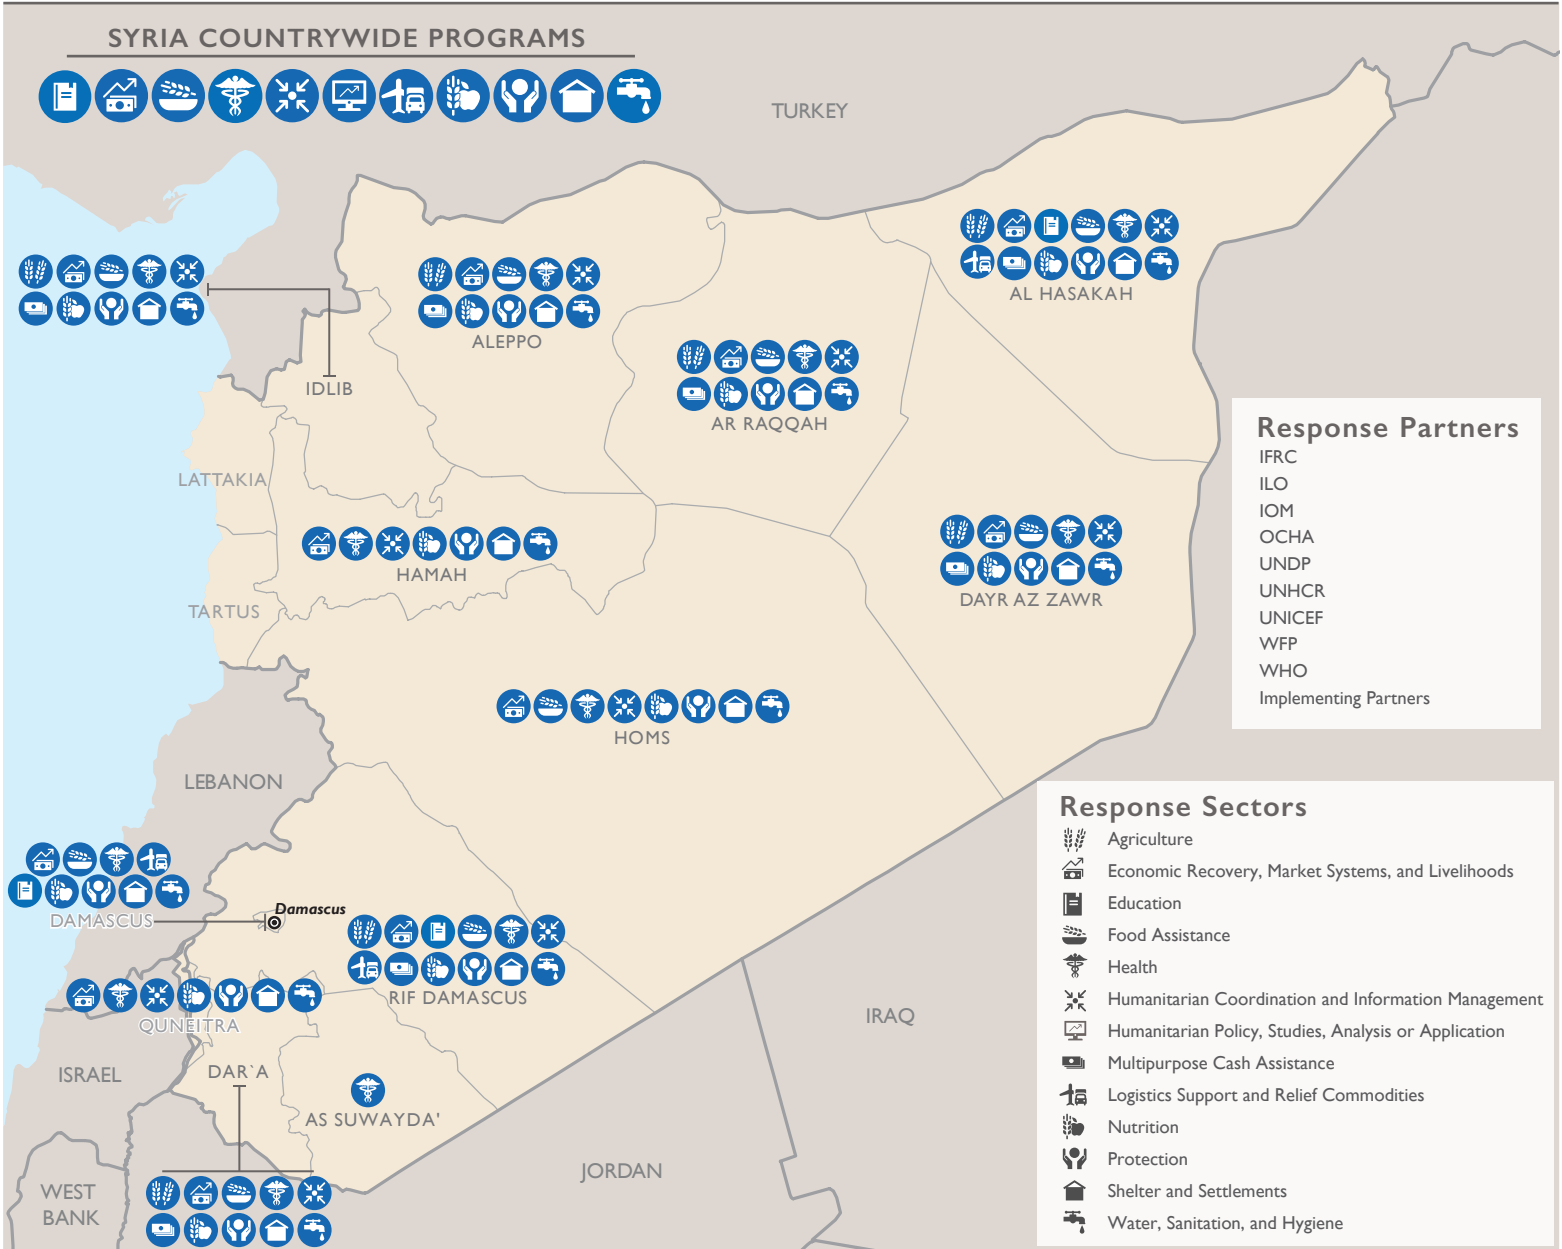 SYRIA COUNTRYWIDE PROGRAMS
TURKEY
AL HASAKAH
ALEPPO
IDLIB
AR RAQQAH
LATTAKIA
HAMAH
DAYR AZ ZAWR
TARTUS
HOMS
LEBANON
DAMASCUS
Damascus
RIF DAMASCUS
QUNEITRA
IRAQ
ISRAEL
DAR`A
AS SUWAYDA'
JORDAN
WEST
BANK
Response Partners
IFRC
ILO
IOM
OCHA
UNDP
UNHCR
UNICEF
WFP
WHO
Implementing Partners
Response Sectors
Agriculture
Economic Recovery, Market Systems, and Livelihoods
Education
Food Assistance
Health
Humanitarian Coordination and Information Management
Humanitarian Policy, Studies, Analysis or Application
Multipurpose Cash Assistance
Logistics Support and Relief Commodities
Nutrition
Protection
Shelter and Settlements
Water, Sanitation, and Hygiene